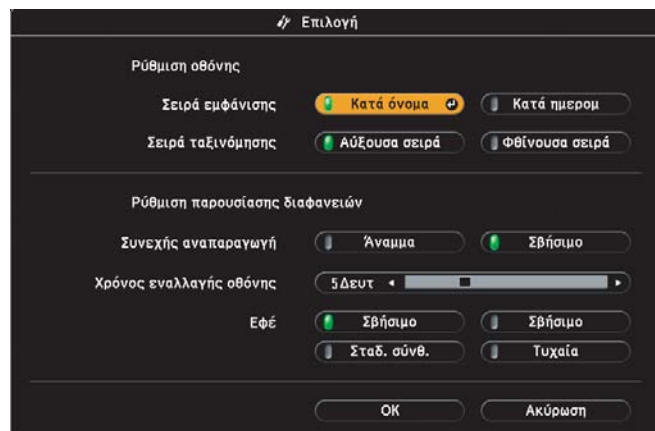 Επιλογή
Ρύθμιση οθόνης
Σειρά εμφάνισης Κατά όνομα Κατά ημερομ
Σειρά ταξινόμησης Αύξουσα σειρά Φθίνουσα σειρά
Ρύθμιση παρουσίασης διαφανειών
Συνεχής αναπαραγωγή Άναμμα Σβήσιμο
Χρόνος εναλλαγής οθόνης 5Δευτ
Εφέ Σβήσιμο Σβήσιμο
Σταδ. σύνθ. Τυχαία
OK Ακύρωση